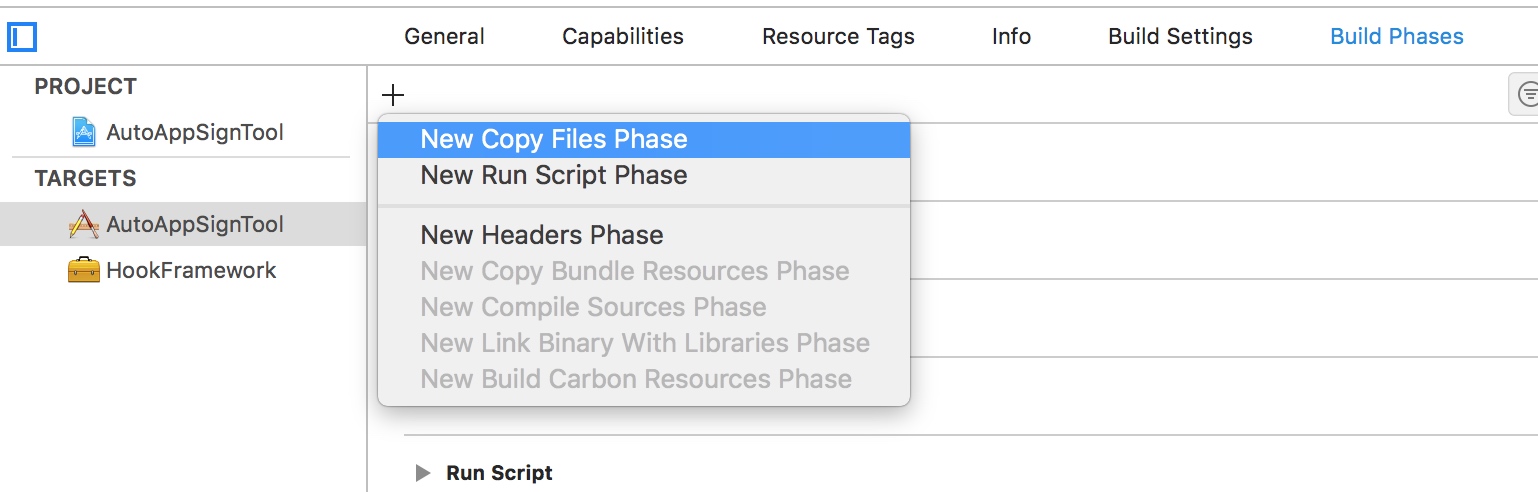 General Capabilities Resource Tags Info Build Settings Build Phases
PROJECT
AutoAppSignTool
TARGETS
AutoAppSignTool
HookFramework
New Copy Files Phase
New Run Script Phase
New Headers Phase
New Copy Bundle Resources Phase
New Compile Sources Phase
New Link Binary With Libraries Phase
New Build Carbon Resources Phase
Run Script